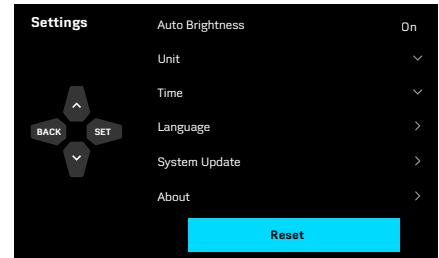 Settings
Auto Brightness On
Unit
Time
BACK SET
Language
System Update
About
Reset